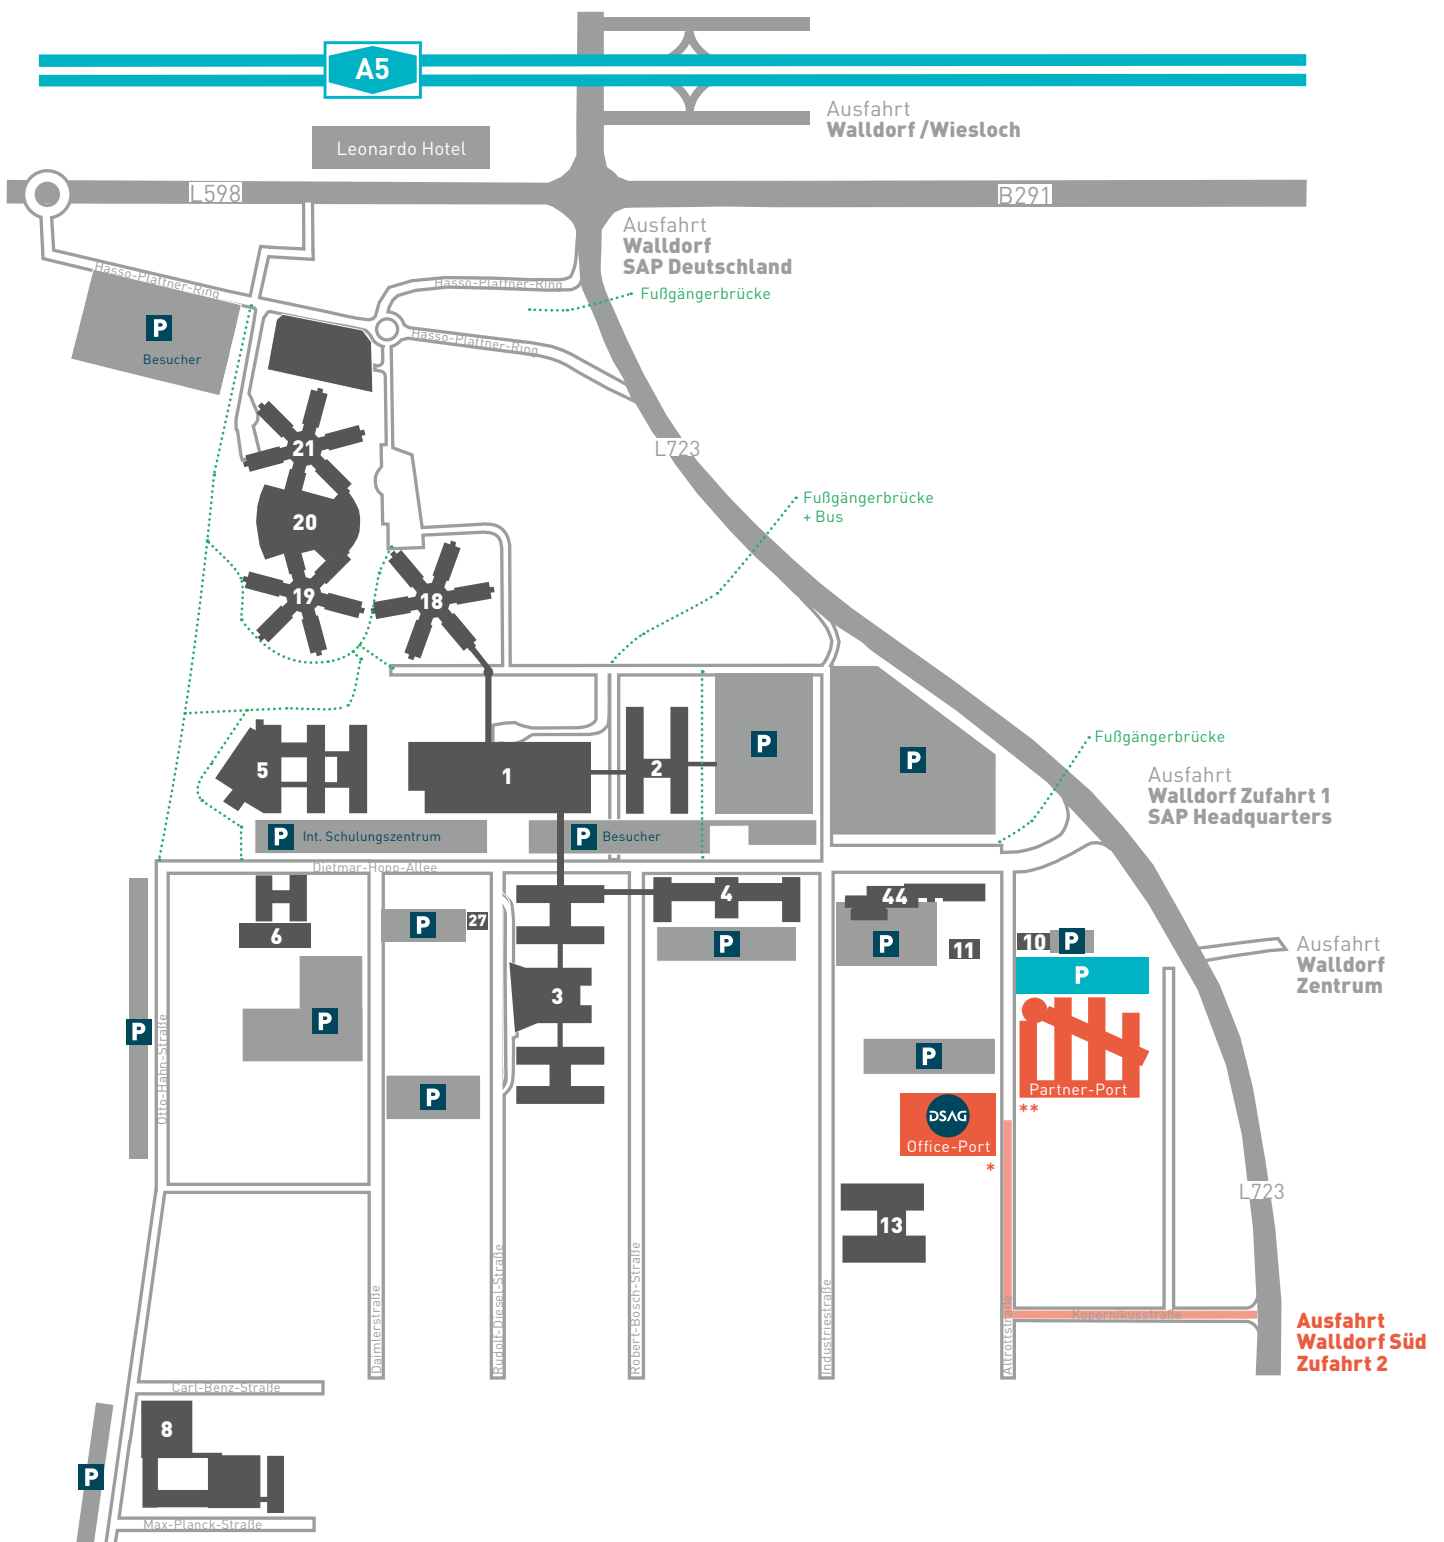 A5
Ausfahrt
Walldorf /Wiesloch
Leonardo Hotel
L598
B291
Ausfahrt
Walldorf
SAP Deutschland
Hasso-Plattner-Ring
Hasso-Plattner-Ring
Fußgängerbrücke
P
Besucher
Hasso-Plattner-Ring
21
L723
20
Fußgängerbrücke
+ Bus
19
18
Fußgängerbrücke
5
1
2
P
P
Ausfahrt
Walldorf Zufahrt 1
SAP Headquarters
P Int. Schulungszentrum
P Besucher
Dietmar-Hopp-Allee
4
44
6
P
27
P
P
11
10
P
Ausfahrt
Walldorf
Zentrum
P
3
P
P
Otto-Hahn-Straße
P
P
Partner-Port
**
DSAG
Office-Port
*
L723
13
Daimlerstraße
Rudolf-Diesel-Straße
Robert-Bosch-Straße
Industriestraße
Altrottstraße
Kopernikusstraße
Ausfahrt
Walldorf Süd
Zufahrt 2
Carl-Benz-Straße
8
P
Max-Planck-Straße